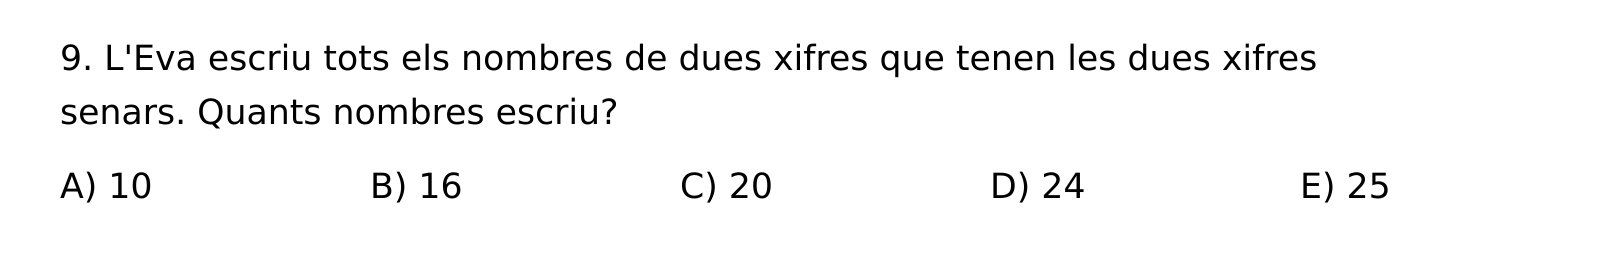 9. L'Eva escriu tots els nombres de dues xifres que tenen les dues xifres
senars. Quants nombres escriu?
A) 10 B) 16 C) 20 D) 24 E) 25